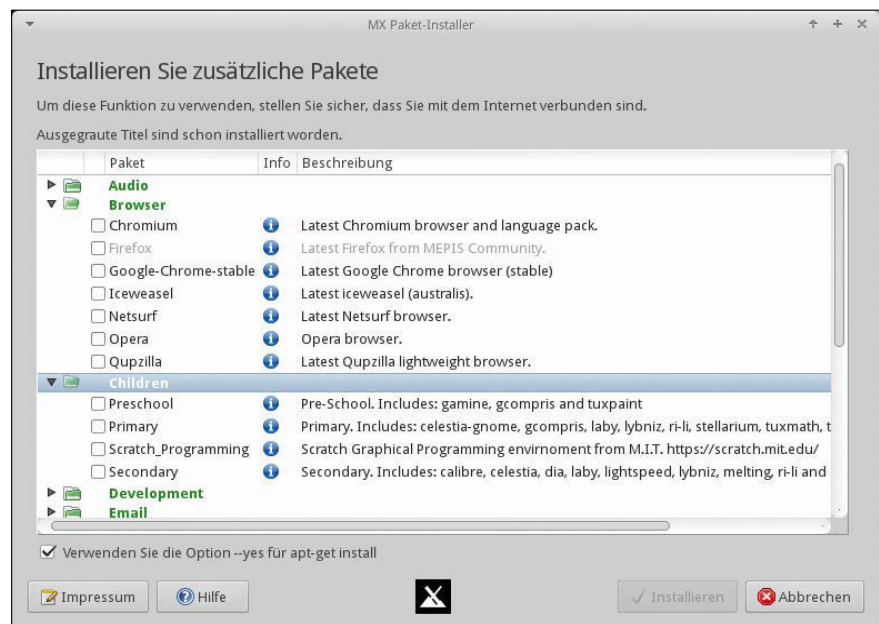 MX Paket-Installer
Installieren Sie zusätzliche Pakete
Um diese Funktion zu verwenden, stellen Sie sicher, dass Sie mit dem Internet verbunden sind.
Ausgegraute Titel sind schon installiert worden.
Paket Info Beschreibung
Audio
Browser
Chromium Latest Chromium browser and language pack.
Firefox Latest Firefox from MEPIS Community.
Google-Chrome-stable Latest Google Chrome browser (stable)
Iceweasel Latest iceweasel (australis).
Netsurf Latest Netsurf browser.
Opera Opera browser.
Qupzilla Latest Qupzilla lightweight browser.
Children
Preschool Pre-School. Includes: gamine, gcompris and tuxpaint
Primary Primary. Includes: celestia-gnome, gcompris, laby, lybniz, ri-li, stellarium, tuxmath, t
Scratch_Programming Scratch Graphical Programming envirnoment from M.I.T. https://scratch.mit.edu/
Secondary Secondary. Includes: calibre, celestia, dia, laby, lightspeed, lybniz, melting, ri-li and
Development
Email
Verwenden Sie die Option --yes für apt-get install
Impressum Hilfe Installieren Abbrechen